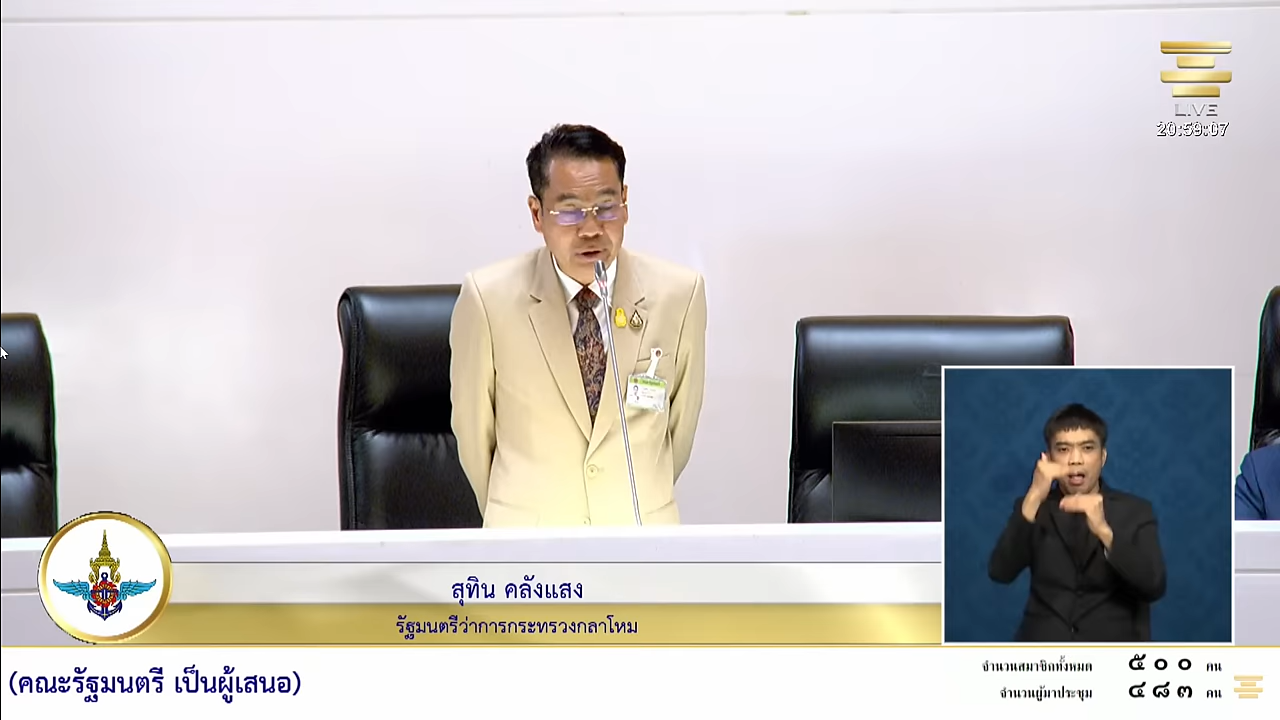 LIVE
20:59:07
สุทิน คลังแสง
รัฐมนตรีว่าการกระทรวงกลาโหม
(คณะรัฐมนตรี เป็นผู้เสนอ)
จำนวนสมาชิกทั้งหมด ๕๐๐ คน
จำนวนผู้มาประชุม ๔๘๓ คน